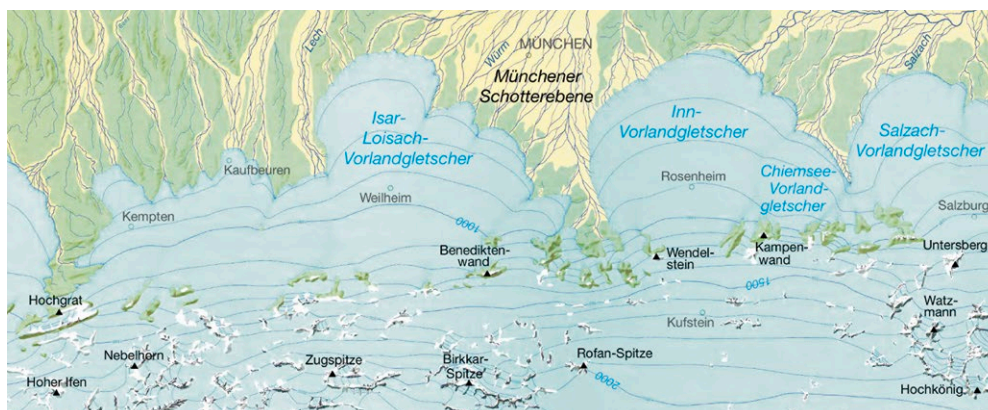 Lech
Würm
MÜNCHEN
Salzach
Münchener
Schotterebene
Isar-
Loisach-
Vorlandgletscher
Inn-
Vorlandgletscher
Salzach-
Vorlandgletscher
Kaufbeuren
Chiemsee-
Vorland-
gletscher
Rosenheim
Weilheim
Kempten
Salzburg
1000
Benedikten-
wand
Wendel-
stein
Kampen-
wand
Untersberg
1500
Hochgrat
Watz-
mann
Kufstein
Nebelhorn
Zugspitze
Birkkar-
Spitze
Rofan-Spitze
2000
Hoher Ifen
Hochkönig